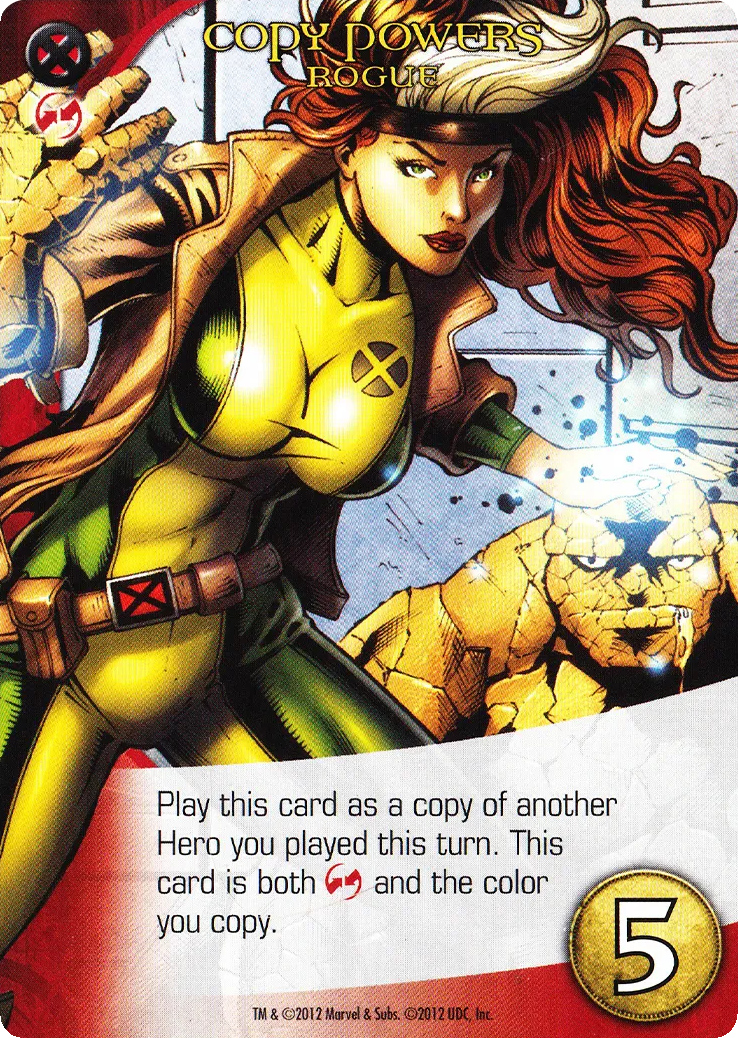 COPY POWERS
ROGUE
Play this card as a copy of another
Hero you played this turn. This
card is both and the color
you copy.
5
TM & ©2012 Marvel & Subs. ©2012 UDC, Inc.